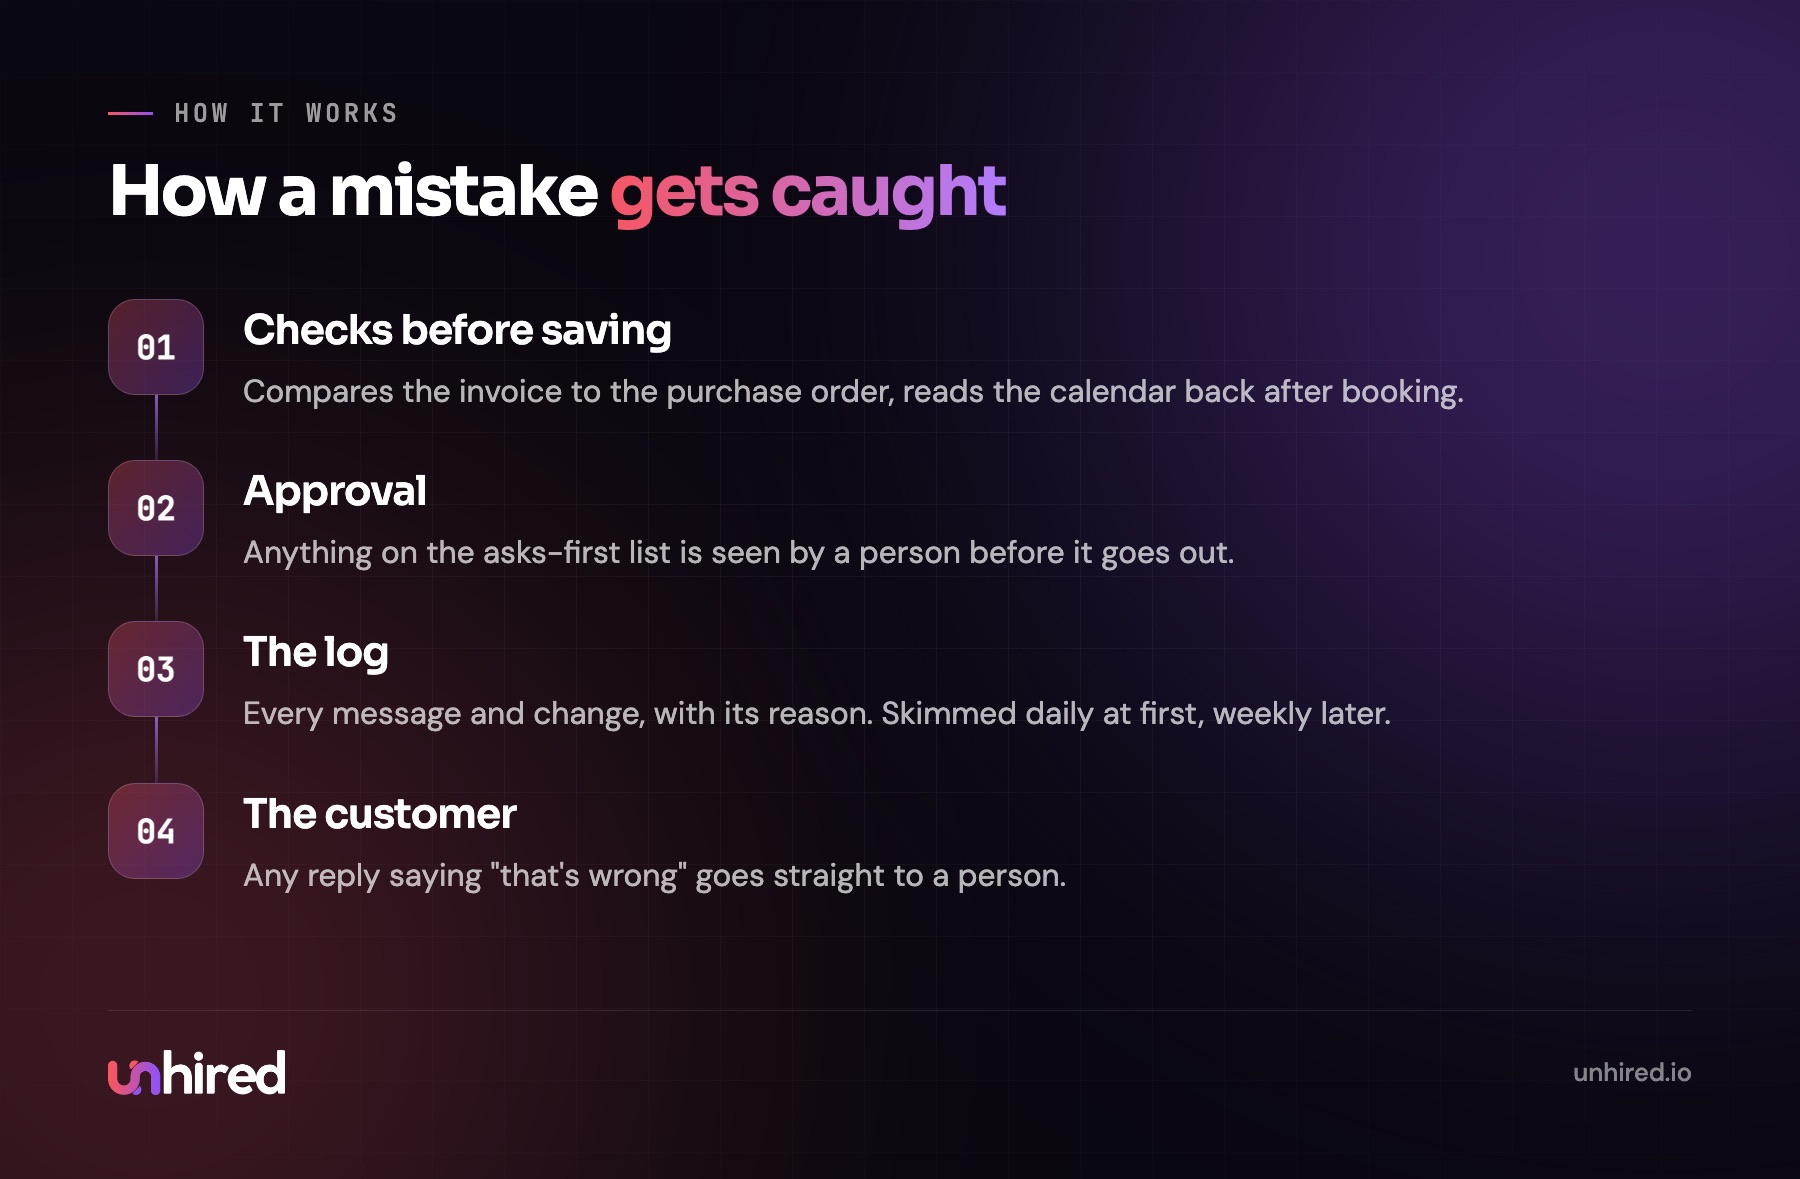 HOW IT WORKS
How a mistake gets caught
01
Checks before saving
Compares the invoice to the purchase order, reads the calendar back after booking.
02
Approval
Anything on the asks-first list is seen by a person before it goes out.
03
The log
Every message and change, with its reason. Skimmed daily at first, weekly later.
04
The customer
Any reply saying "that's wrong" goes straight to a person.
unhired
unhired.io